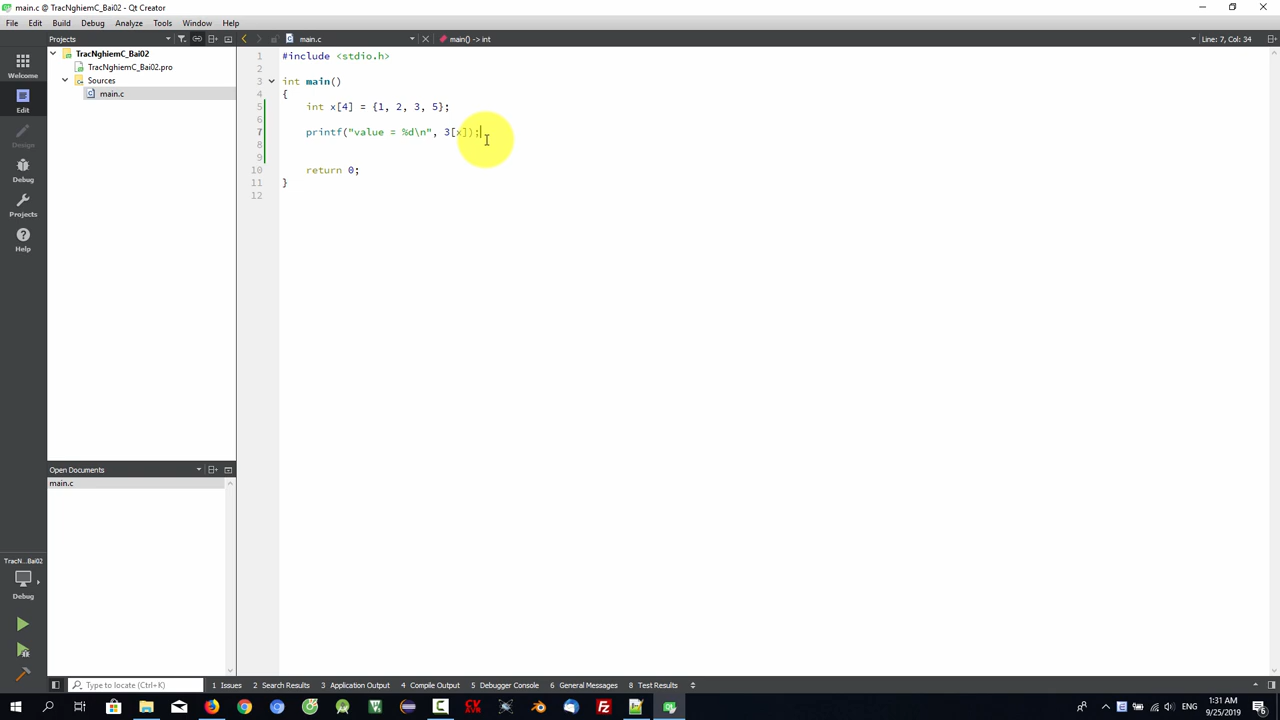 main.c @ TracNghiemC_Bai02 - Qt Creator
File Edit Build Debug Analyze Tools Window Help
Projects main.c main() -> int Line: 7, Col: 34
Welcome
Edit
Design
Debug
Projects
Help
TracNghiemC_Bai02
TracNghiemC_Bai02.pro
Sources
main.c
1 #include <stdio.h>
2
3 int main()
4 {
5 int x[4] = {1, 2, 3, 5};
6
7 printf("value = %d\n", 3[x]);
8
9
10 return 0;
11 }
12
Open Documents
main.c
TracN...Bai02
Debug
Type to locate (Ctrl+K) 1 Issues 2 Search Results 3 Application Output 4 Compile Output 5 Debugger Console 6 General Messages 8 Test Results
ENG 1:31 AM
9/25/2019